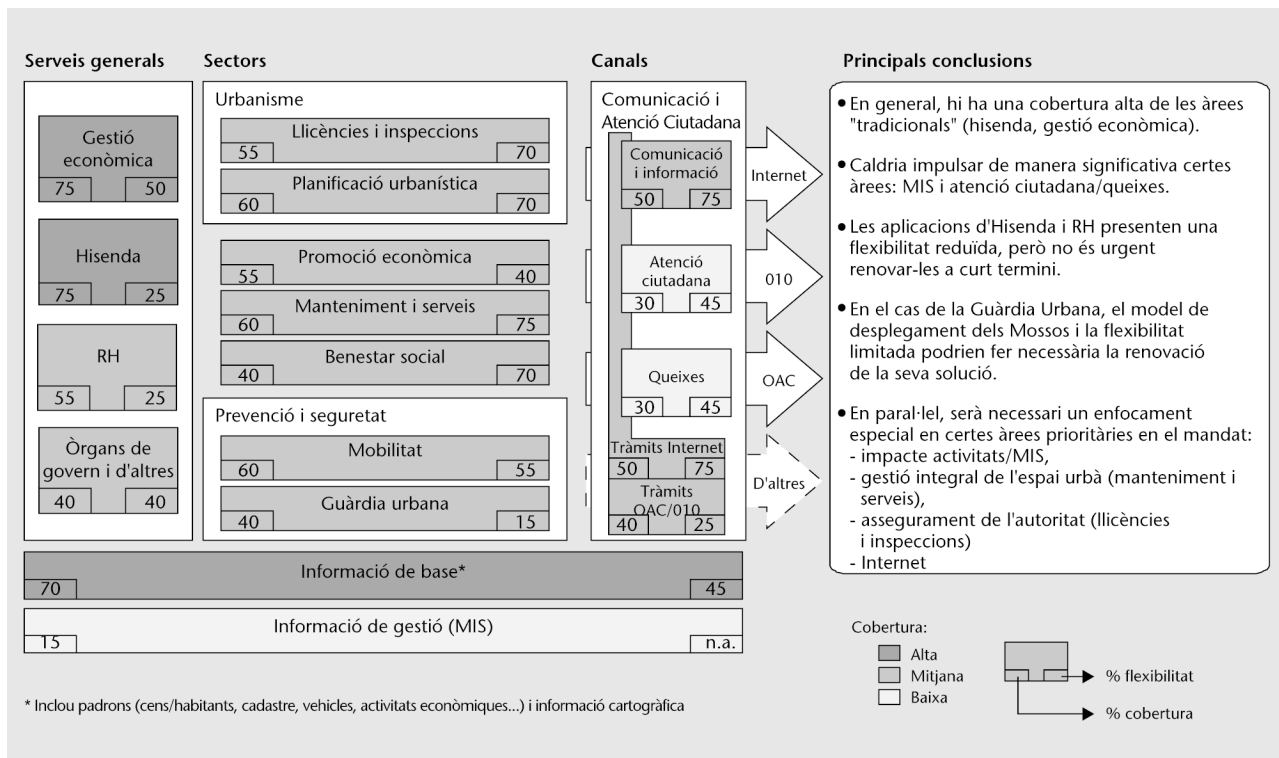 Serveis generals
Gestió
econòmica
75 50
Hisenda
75 25
RH
55 25
Òrgans de
govern i d'altres
40 40
Sectors
Urbanisme
Llicències i inspeccions
55 70
Planificació urbanística
60 70
Promoció econòmica
55 40
Manteniment i serveis
60 75
Benestar social
40 70
Prevenció i seguretat
Mobilitat
60 55
Guàrdia urbana
40 15
Canals
Comunicació i
Atenció Ciutadana
Comunicació
i informació
50 75
Atenció
ciutadana
30 45
Queixes
30 45
Tràmits Internet
50 75
Tràmits
OAC/010
40 25
Internet
010
OAC
D'altres
Informació de base*
70 45
Informació de gestió (MIS)
15 n.a.
Principals conclusions
• En general, hi ha una cobertura alta de les àrees
"tradicionals" (hisenda, gestió econòmica).
• Caldria impulsar de manera significativa certes
àrees: MIS i atenció ciutadana/queixes.
• Les aplicacions d'Hisenda i RH presenten una
flexibilitat reduïda, però no és urgent
renovar-les a curt termini.
• En el cas de la Guàrdia Urbana, el model de
desplegament dels Mossos i la flexibilitat
limitada podrien fer necessària la renovació
de la seva solució.
• En paral·lel, serà necessari un enfocament
especial en certes àrees prioritàries en el mandat:
- impacte activitats/MIS,
- gestió integral de l'espai urbà (manteniment i
serveis),
- assegurament de l'autoritat (llicències
i inspeccions)
- Internet
Cobertura:
Alta
Mitjana
Baixa
% flexibilitat
% cobertura
* Inclou padrons (cens/habitants, cadastre, vehicles, activitats econòmiques...) i informació cartogràfica